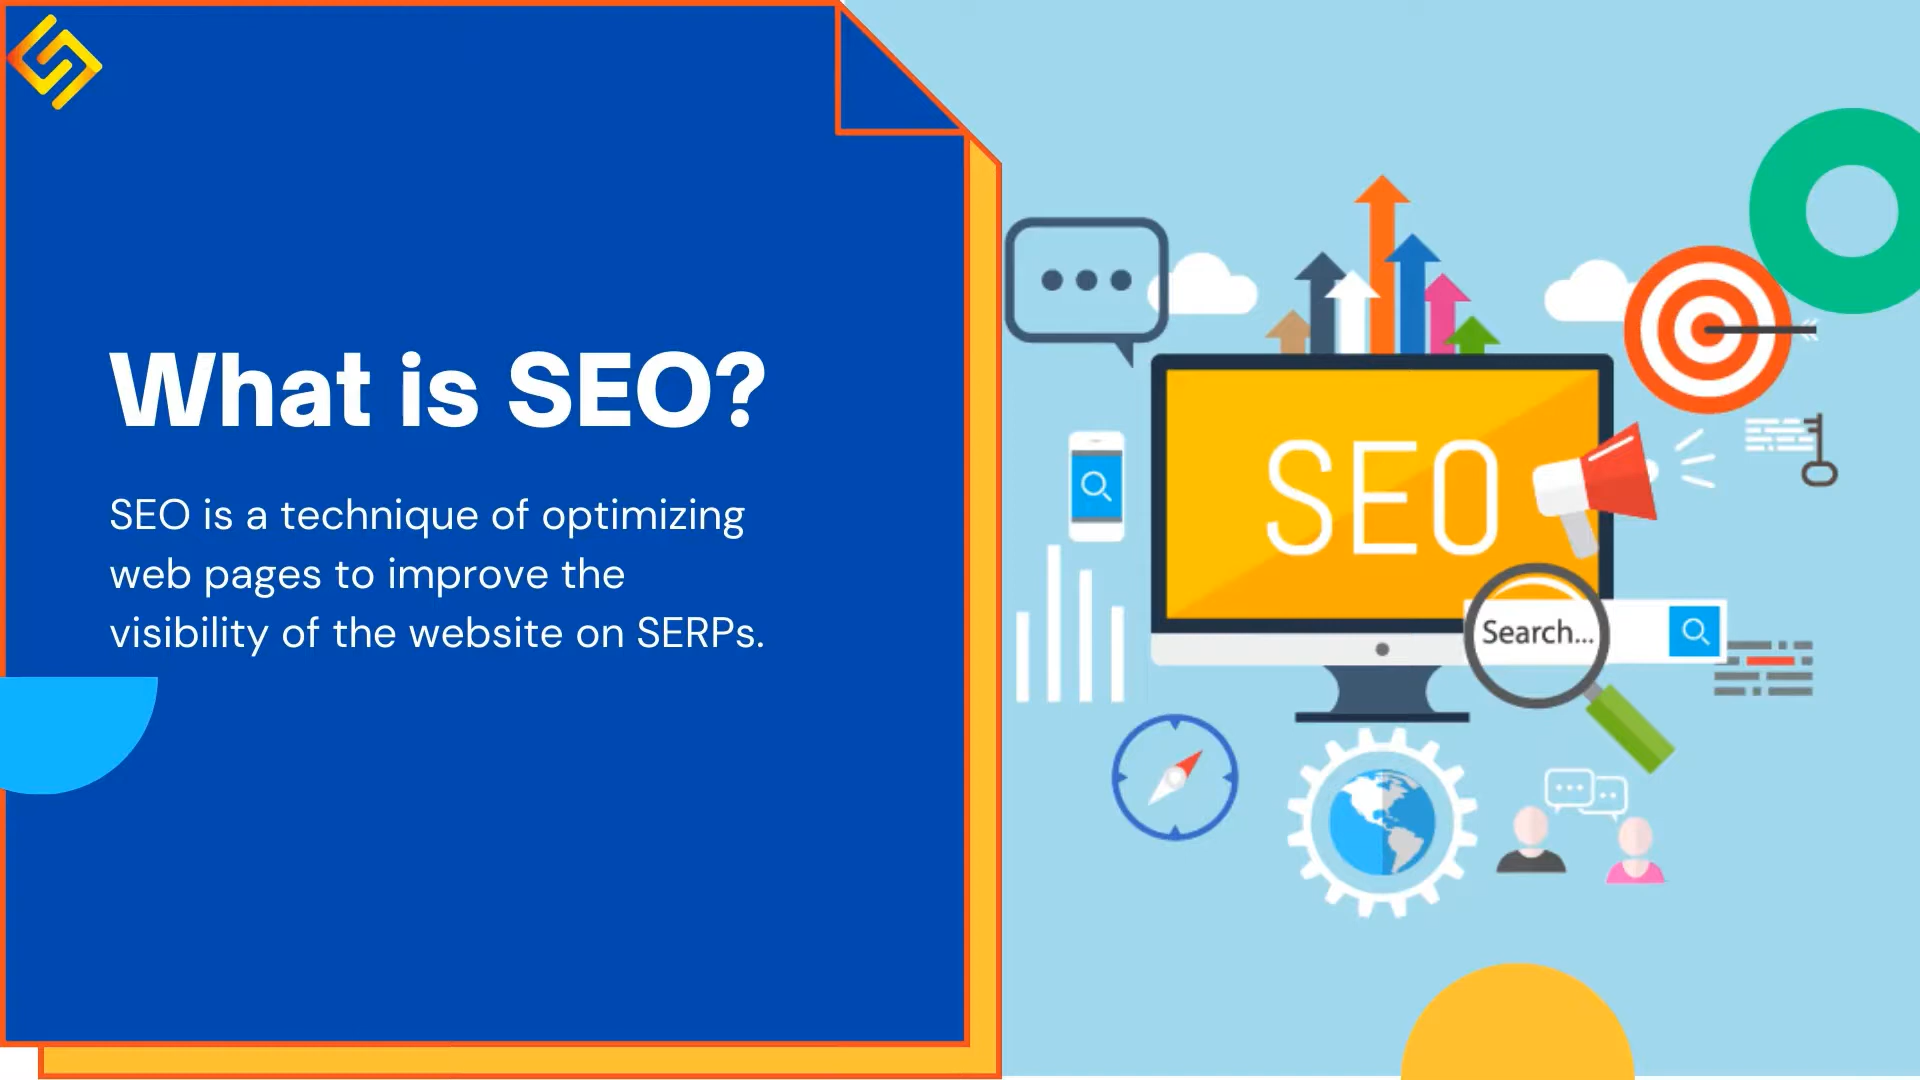 What is SEO?
SEO is a technique of optimizing
web pages to improve the
visibility of the website on SERPs.
SEO
Search...